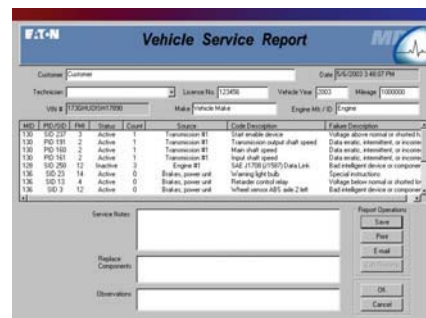 EATON
Vehicle Service Report
Customer Customer
Date 5/6/2003 3:46:07 PM
Technician License No. 123456 Vehicle Year 2003 Mileage 1000000
Make Vehicle Make Engine Mfr / ID Engine
MID PID/SID FMI Status Count Source Code Description Failure Description
130 SID 237 3 Active 1 Transmission #1 Start enable device Voltage above normal or shorted h
130 PID 191 2 Active 1 Transmission #1 Transmission output shaft speed Data erratic, intermittent, or incorre
130 PID 160 2 Active 1 Transmission #1 Main shaft speed Data erratic, intermittent, or incorre
130 PID 161 2 Active 1 Transmission #1 Input shaft speed Data erratic, intermittent, or incorre
128 SID 250 12 Inactive 3 Engine #1 SAE J1708 (J1587) Data Link Bad intelligent device or componen
136 SID 23 14 Active 0 Brakes, power unit Warning light bulb Special instructions
136 SID 13 4 Active 0 Brakes, power unit Retarder control relay Voltage below normal or shorted lo
136 SID 3 12 Active 0 Brakes, power unit Wheel sensor ABS axle 2 left Bad intelligent device or componen
Service Notes
Report Operations
Save
Print
E-mail
Replace
Components
Observations
OK
Cancel